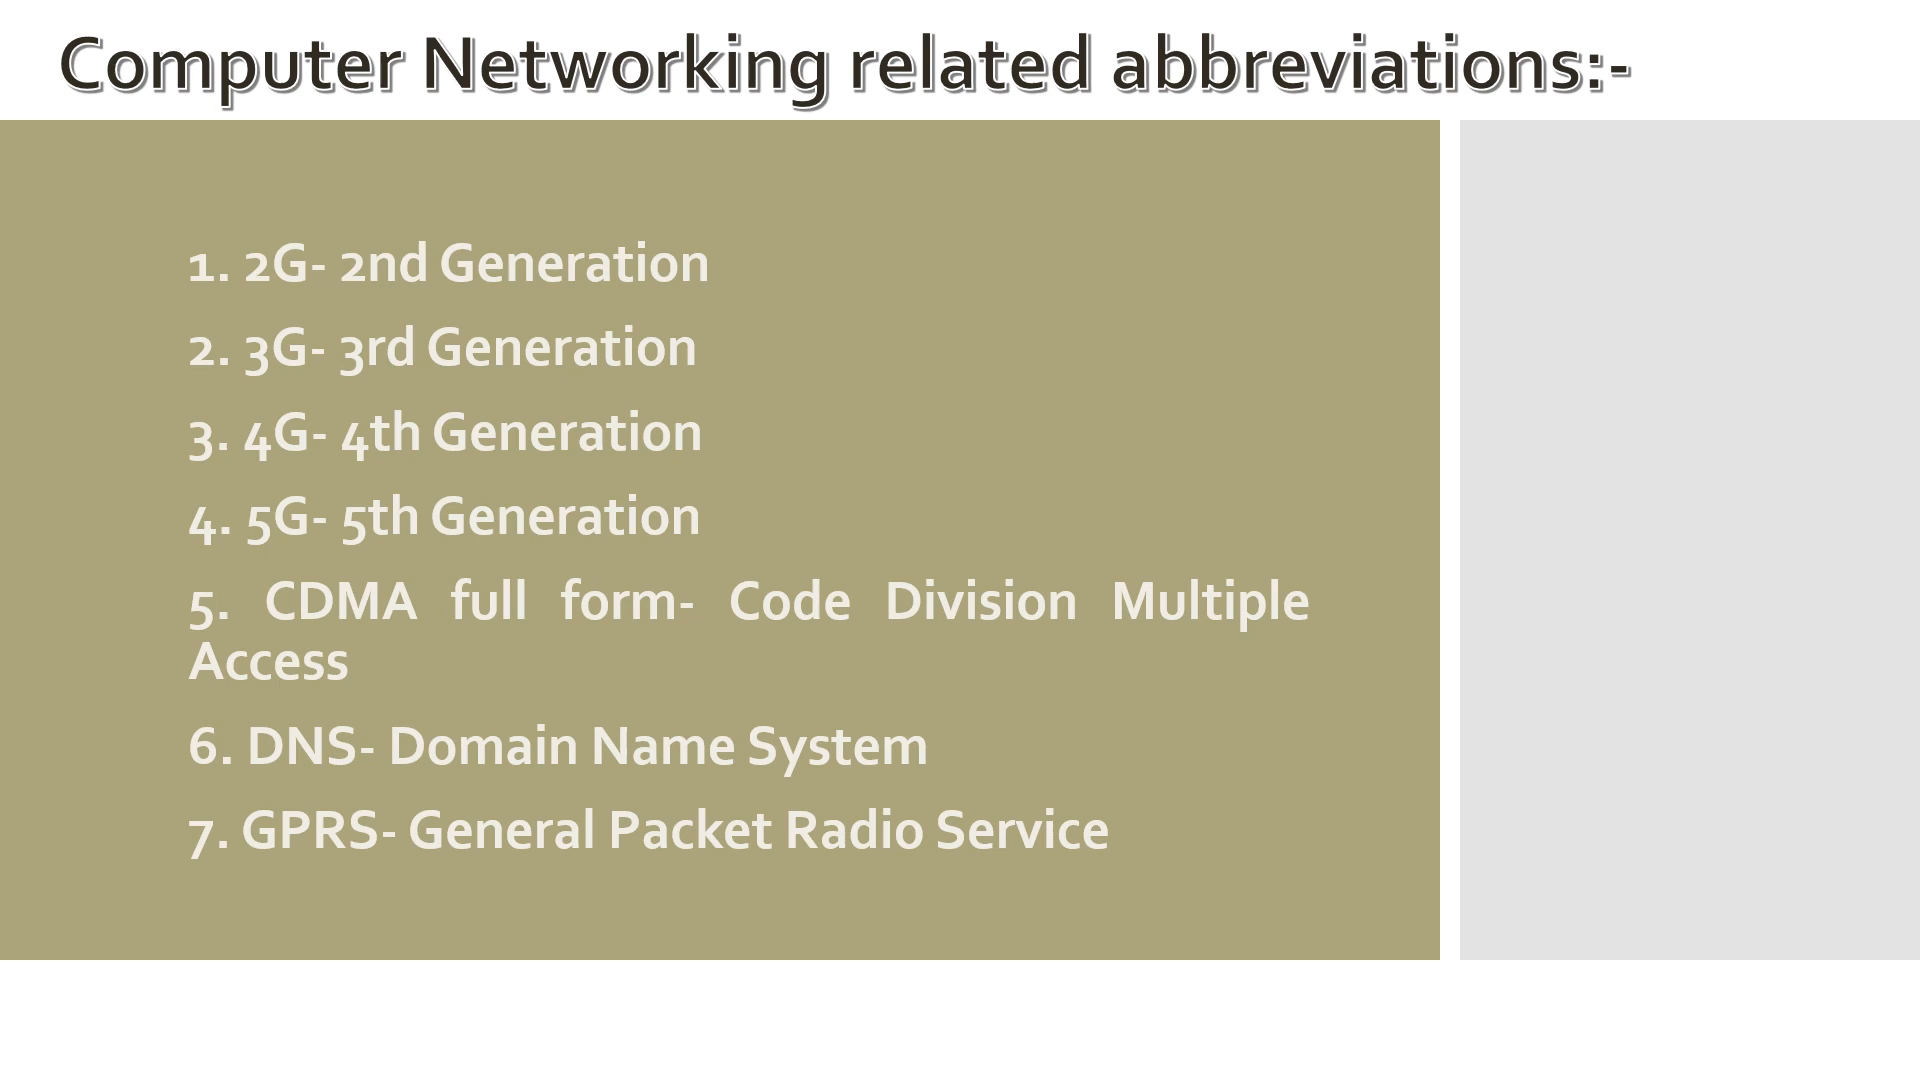 Computer Networking related abbreviations:-
1. 2G- 2nd Generation
2. 3G- 3rd Generation
3. 4G- 4th Generation
4. 5G- 5th Generation
5. CDMA full form- Code Division Multiple
Access
6. DNS- Domain Name System
7. GPRS- General Packet Radio Service